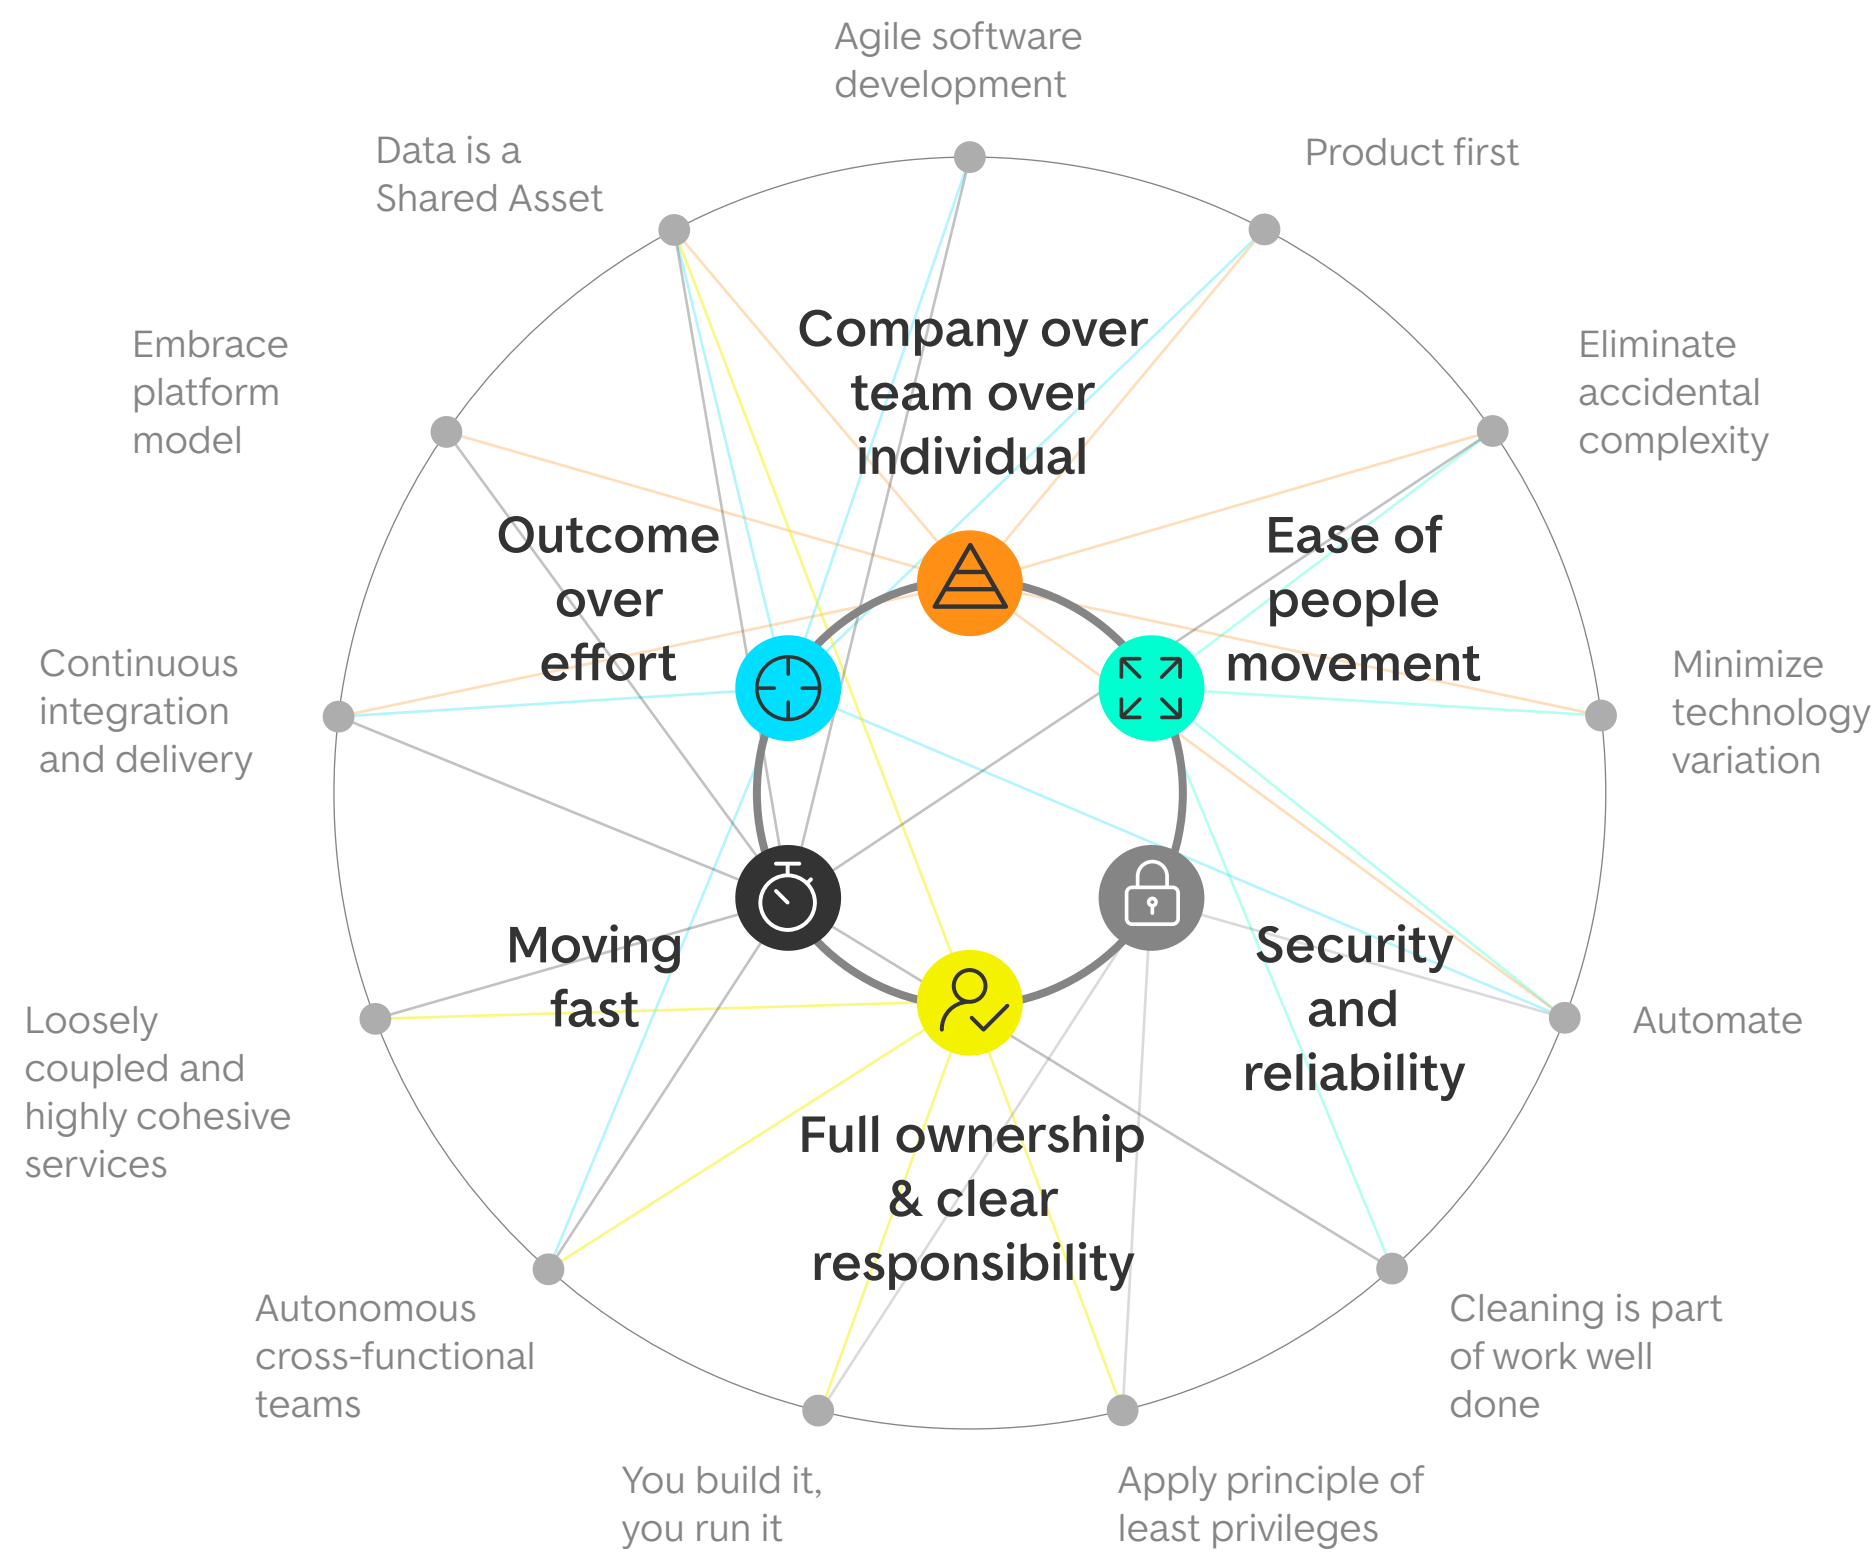 Agile software
development
Product first
Eliminate
accidental
complexity
Minimize
technology
variation
Automate
Cleaning is part
of work well
done
Apply principle of
least privileges
You build it,
you run it
Autonomous
cross-functional
teams
Loosely
coupled and
highly cohesive
services
Continuous
integration
and delivery
Embrace
platform
model
Data is a
Shared Asset
Company over
team over
individual
Ease of
people
movement
Security
and
reliability
Full ownership
& clear
responsibility
Moving
fast
Outcome
over
effort